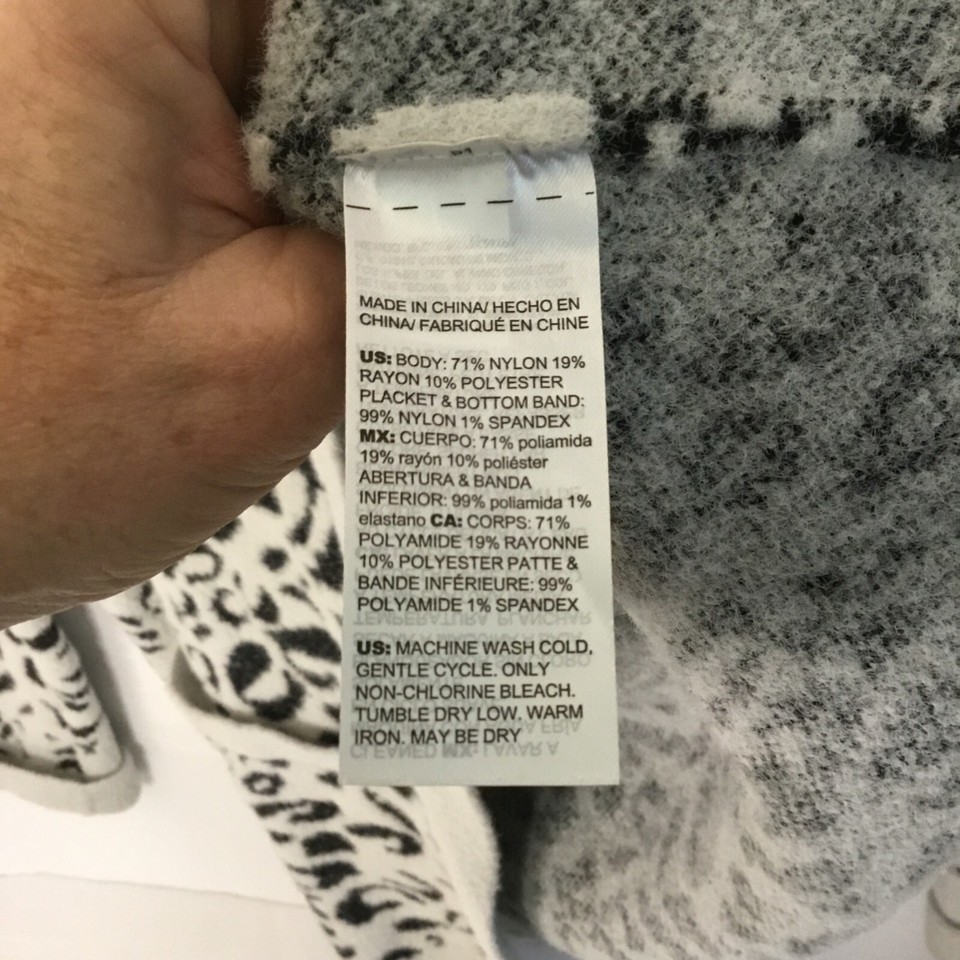 MADE IN CHINA/ HECHO EN
CHINA/ FABRIQUÉ EN CHINE
US: BODY: 71% NYLON 19%
RAYON 10% POLYESTER
PLACKET & BOTTOM BAND:
99% NYLON 1% SPANDEX
MX: CUERPO: 71% poliamida
19% rayón 10% poliéster
ABERTURA & BANDA
INFERIOR: 99% poliamida 1%
elastano CA: CORPS: 71%
POLYAMIDE 19% RAYONNE
10% POLYESTER PATTE &
BANDE INFÉRIEURE: 99%
POLYAMIDE 1% SPANDEX
US: MACHINE WASH COLD,
GENTLE CYCLE. ONLY
NON-CHLORINE BLEACH.
TUMBLE DRY LOW. WARM
IRON. MAY BE DRY